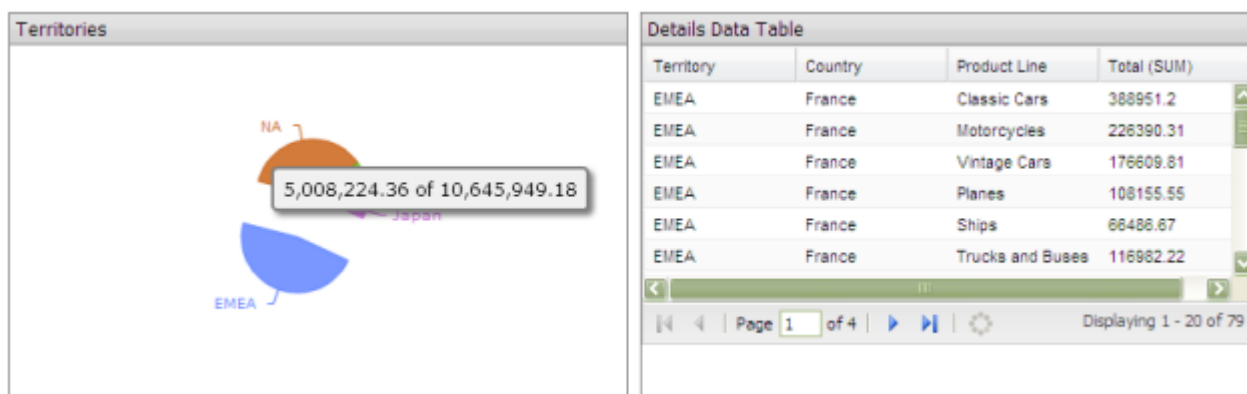 Territories
NA
5,008,224.36 of 10,645,949.18
Japan
EMEA
Details Data Table
Territory Country Product Line Total (SUM)
EMEA France Classic Cars 388951.2
EMEA France Motorcycles 226390.31
EMEA France Vintage Cars 176609.81
EMEA France Planes 108155.55
EMEA France Ships 66486.67
EMEA France Trucks and Buses 116982.22
Page 1 of 4 Displaying 1 - 20 of 79